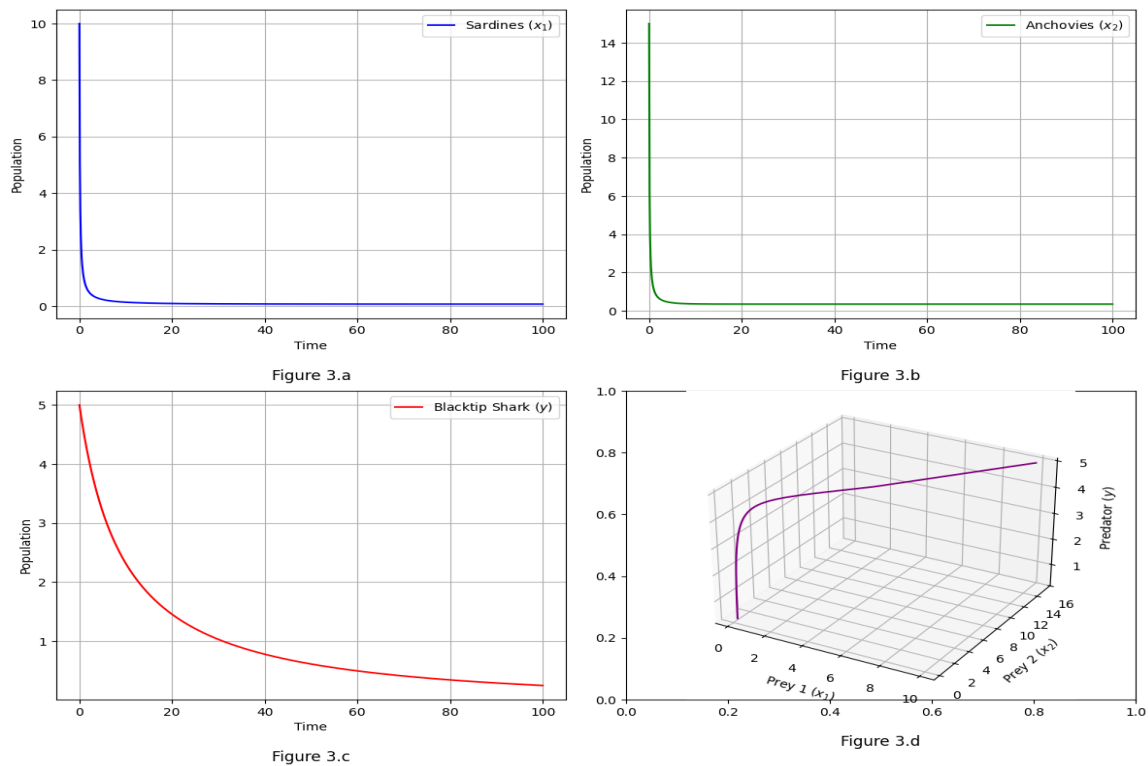 Sardines (x₁)
10
8
6
4
2
0
Population
0 20 40 60 80 100
Time
Figure 3.a
Anchovies (x₂)
14
12
10
8
6
4
2
0
Population
0 20 40 60 80 100
Time
Figure 3.b
Blacktip Shark (y)
5
4
3
2
1
Population
0 20 40 60 80 100
Time
Figure 3.c
1.0
0.8
0.6
0.4
0.2
0.0
0.0 0.2 0.4 0.6 0.8 1.0
0 2 4 6 8 10
Prey 1 (x₁)
0 2 4 6 8 10 12 14 16
Prey 2 (x₂)
5
4
3
2
1
Predator (y)
Figure 3.d